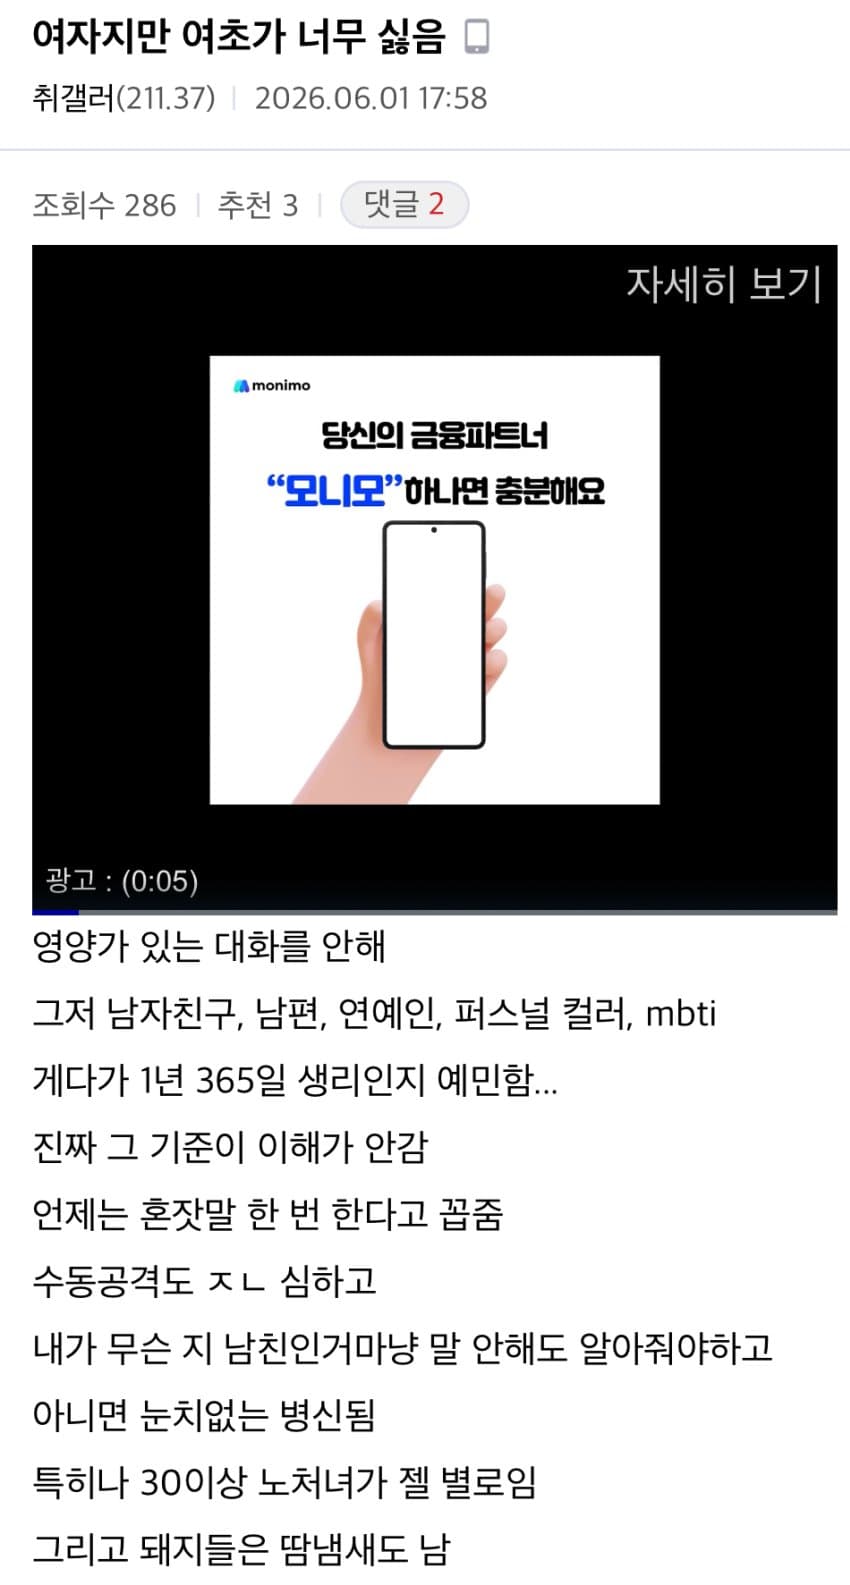 여자지만 여초가 너무 싫음
취갤러(211.37) | 2026.06.01 17:58
조회수 286 | 추천 3 | 댓글 2
자세히 보기
monimo
당신의 금융파트너
“모니모”하나면 충분해요
광고 : (0:05)
영양가 있는 대화를 안해
그저 남자친구, 남편, 연예인, 퍼스널 컬러, mbti
게다가 1년 365일 생리인지 예민함...
진짜 그 기준이 이해가 안감
언제는 혼잣말 한 번 한다고 꼽줌
수동공격도 ㅈㄴ 심하고
내가 무슨 지 남친인거마냥 말 안해도 알아줘야하고
아니면 눈치없는 병신됨
특히나 30이상 노처녀가 젤 별로임
그리고 돼지들은 땀냄새도 남